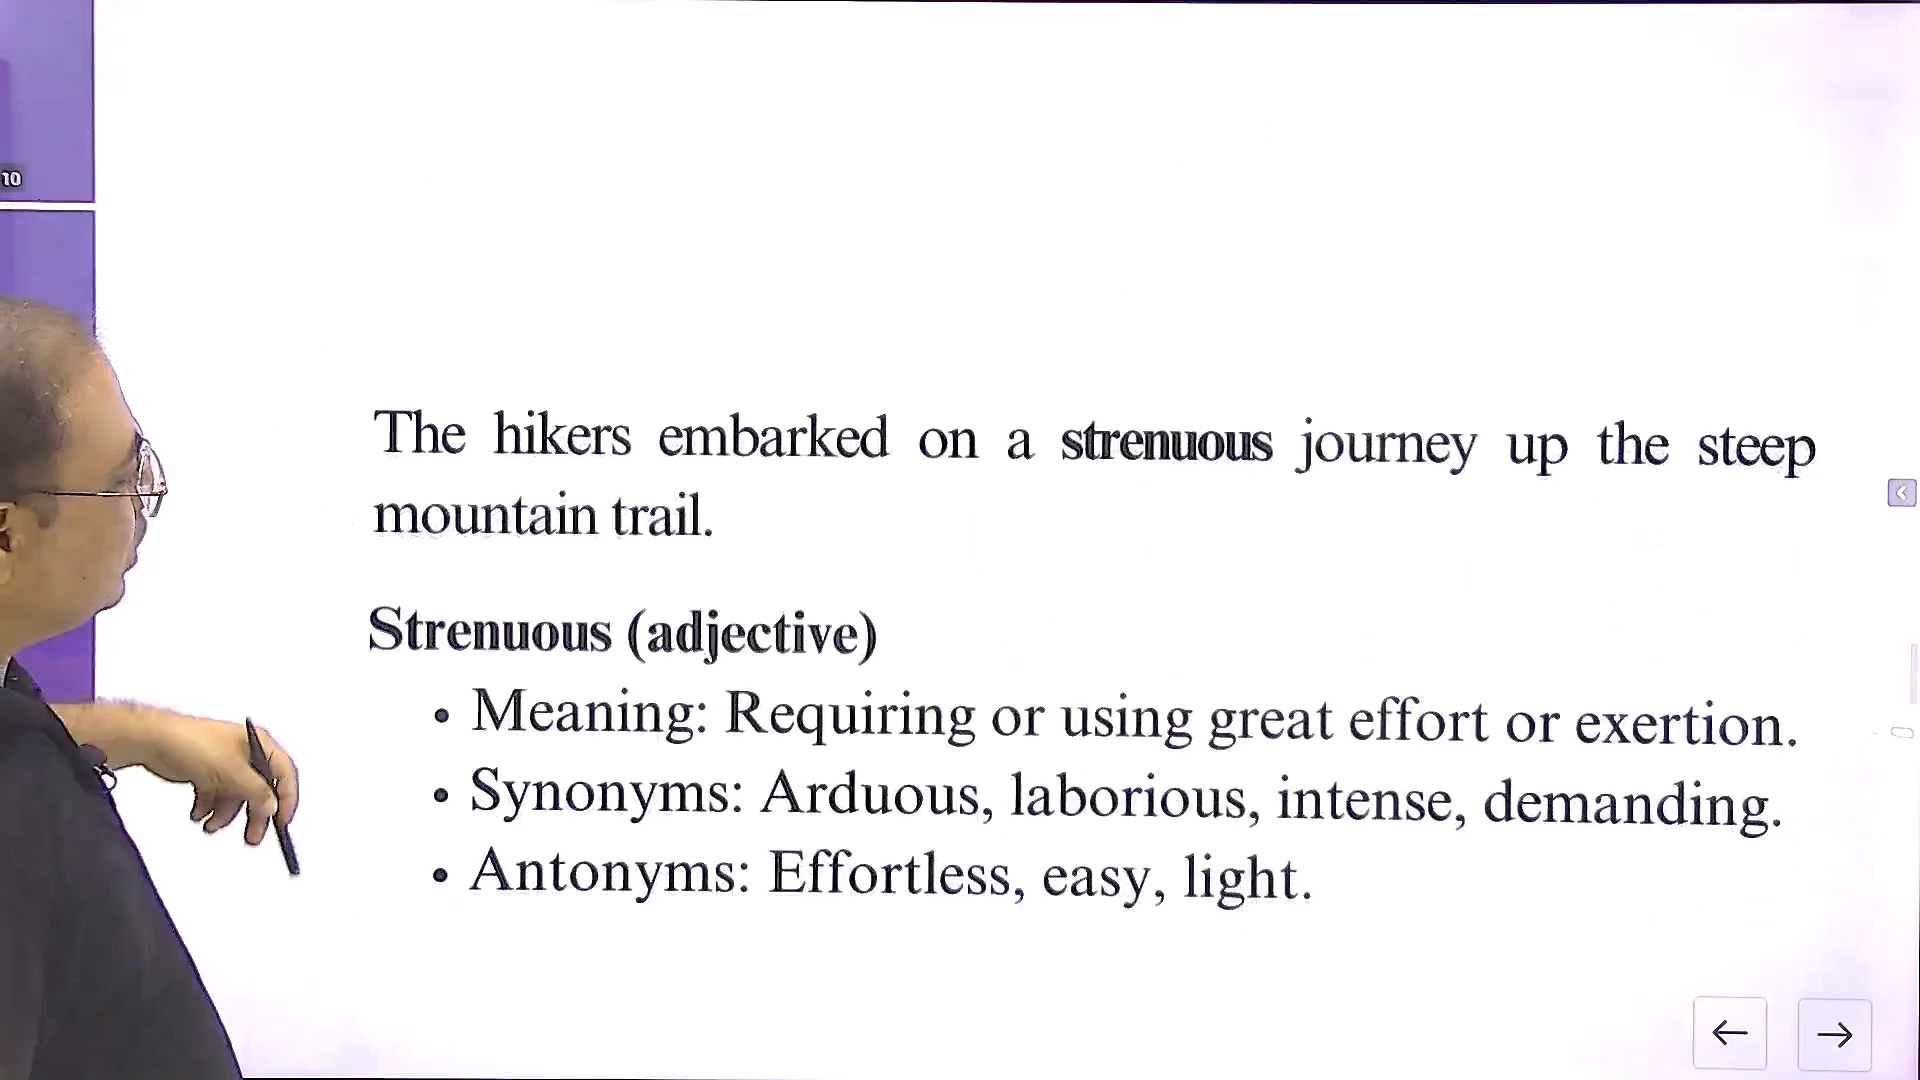 10
The hikers embarked on a strenuous journey up the steep
mountain trail.
Strenuous (adjective)
• Meaning: Requiring or using great effort or exertion.
• Synonyms: Arduous, laborious, intense, demanding.
• Antonyms: Effortless, easy, light.